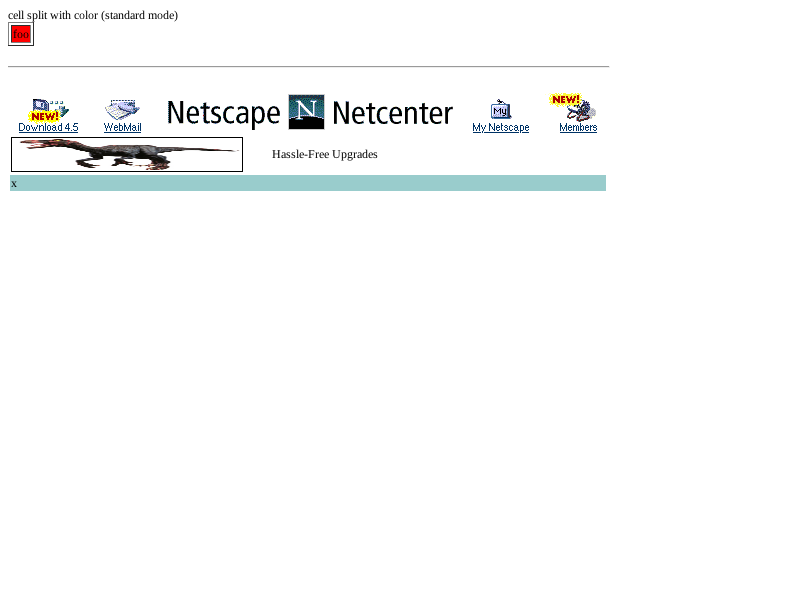 cell split with color (standard mode)
foo
NEW!
Download 4.5
WebMail
Netscape N Netcenter
My
My Netscape
NEW!
Members
Hassle-Free Upgrades
x